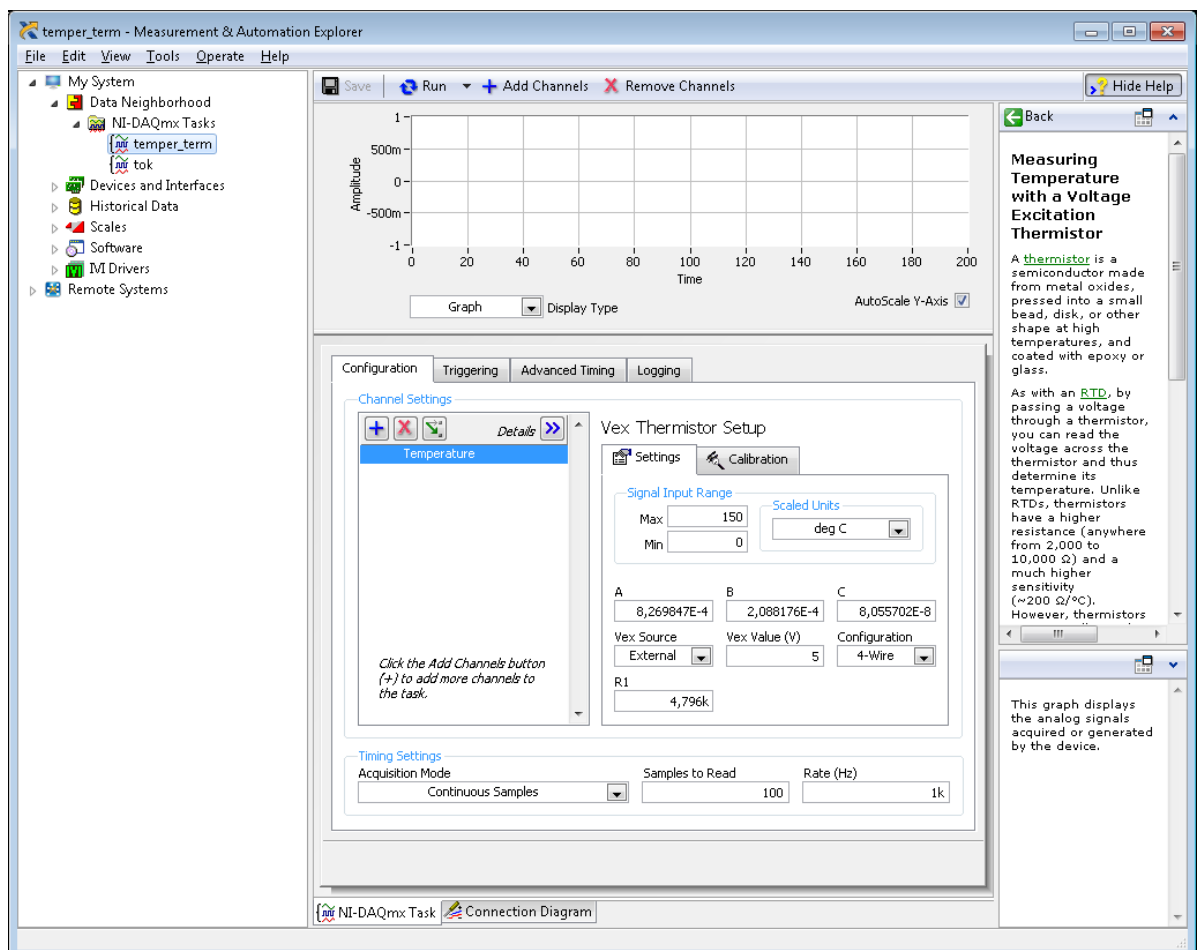 temper_term - Measurement & Automation Explorer
File Edit View Tools Operate Help
My System
Data Neighborhood
NI-DAQmx Tasks
temper_term
tok
Devices and Interfaces
Historical Data
Scales
Software
IVI Drivers
Remote Systems
Save Run Add Channels Remove Channels Hide Help
Amplitude
1
500m
0
-500m
-1
0 20 40 60 80 100 120 140 160 180 200
Time
Graph Display Type
AutoScale Y-Axis
Configuration Triggering Advanced Timing Logging
Channel Settings
Details
Temperature
Click the Add Channels button
(+) to add more channels to
the task.
Vex Thermistor Setup
Settings Calibration
Signal Input Range
Max 150
Min 0
Scaled Units
deg C
A B C
8,269847E-4 2,088176E-4 8,055702E-8
Vex Source Vex Value (V) Configuration
External 5 4-Wire
R1
4,796k
Timing Settings
Acquisition Mode Samples to Read Rate (Hz)
Continuous Samples 100 1k
NI-DAQmx Task Connection Diagram
Back
Measuring
Temperature
with a Voltage
Excitation
Thermistor
A thermistor is a
semiconductor made
from metal oxides,
pressed into a small
bead, disk, or other
shape at high
temperatures, and
coated with epoxy or
glass.
As with an RTD, by
passing a voltage
through a thermistor,
you can read the
voltage across the
thermistor and thus
determine its
temperature. Unlike
RTDs, thermistors
have a higher
resistance (anywhere
from 2,000 to
10,000 Ω) and a
much higher
sensitivity
(~200 Ω/°C).
However, thermistors
This graph displays
the analog signals
acquired or generated
by the device.